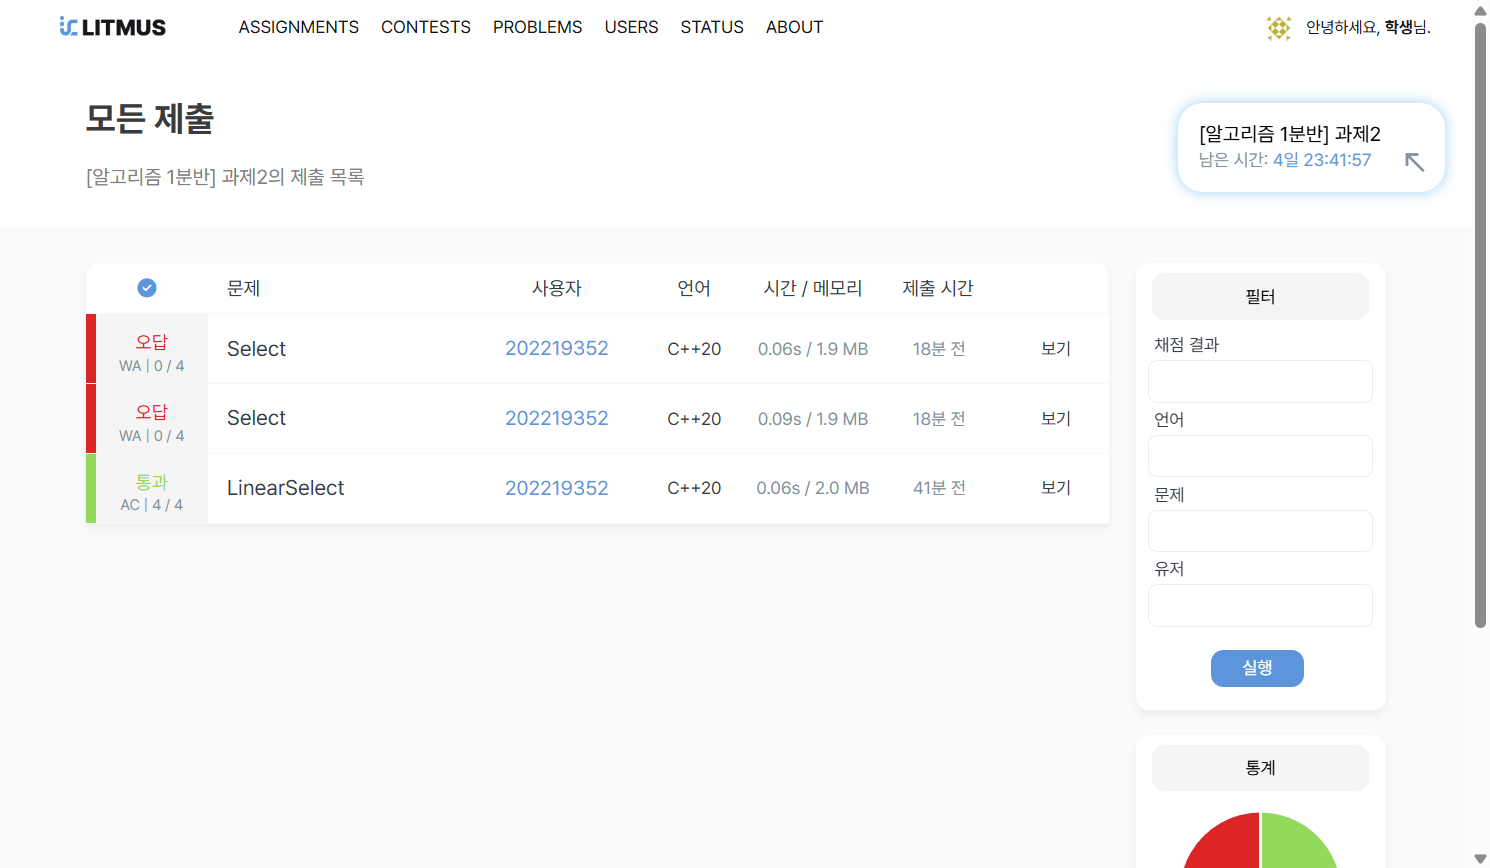 LITMUS ASSIGNMENTS CONTESTS PROBLEMS USERS STATUS ABOUT 안녕하세요, 학생님.
모든 제출
[알고리즘 1분반] 과제2의 제출 목록
[알고리즘 1분반] 과제2
남은 시간: 4일 23:41:57
문제 사용자 언어 시간 / 메모리 제출 시간
오답
WA | 0 / 4
Select 202219352 C++20 0.06s / 1.9 MB 18분 전 보기
오답
WA | 0 / 4
Select 202219352 C++20 0.09s / 1.9 MB 18분 전 보기
통과
AC | 4 / 4
LinearSelect 202219352 C++20 0.06s / 2.0 MB 41분 전 보기
필터
채점 결과
언어
문제
유저
실행
통계